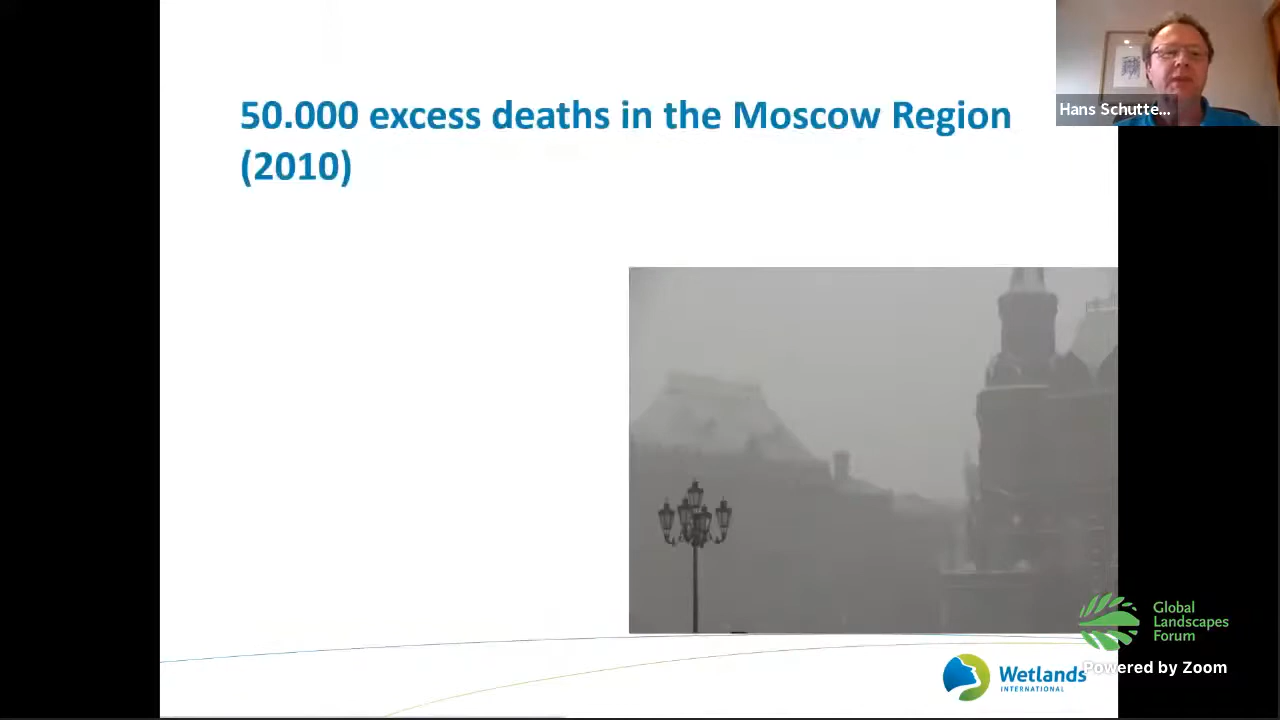 50.000 excess deaths in the Moscow Region
(2010)
Hans Schutte...
Global
Landscapes
Forum
Wetlands
INTERNATIONAL
Powered by Zoom